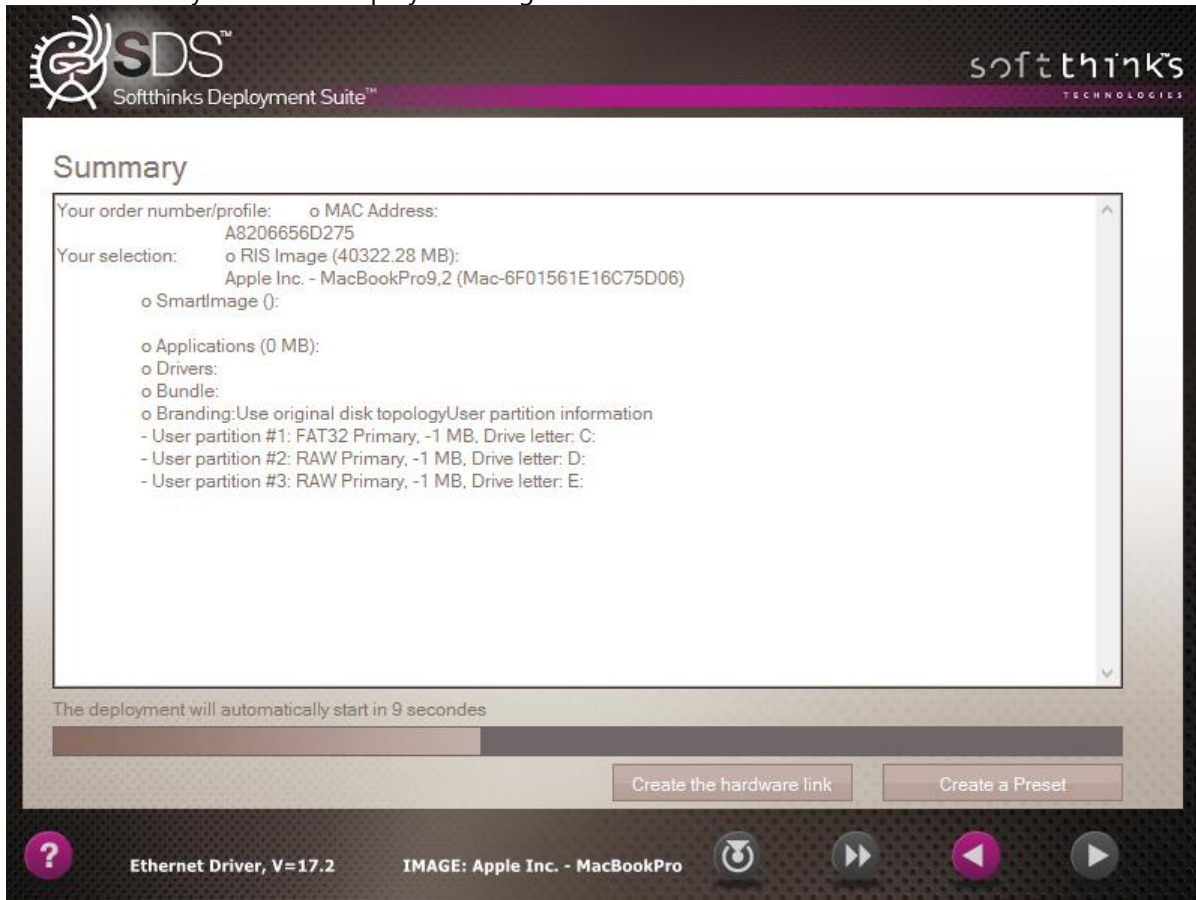 SDS™
Softthinks Deployment Suite™
softthinks
TECHNOLOGIES
Summary
Your order number/profile: o MAC Address:
A8206656D275
Your selection: o RIS Image (40322.28 MB):
Apple Inc. - MacBookPro9,2 (Mac-6F01561E16C75D06)
o SmartImage ():
o Applications (0 MB):
o Drivers:
o Bundle:
o Branding:Use original disk topologyUser partition information
- User partition #1: FAT32 Primary, -1 MB, Drive letter: C:
- User partition #2: RAW Primary, -1 MB, Drive letter: D:
- User partition #3: RAW Primary, -1 MB, Drive letter: E:
The deployment will automatically start in 9 secondes
Create the hardware link Create a Preset
? Ethernet Driver, V=17.2 IMAGE: Apple Inc. - MacBookPro